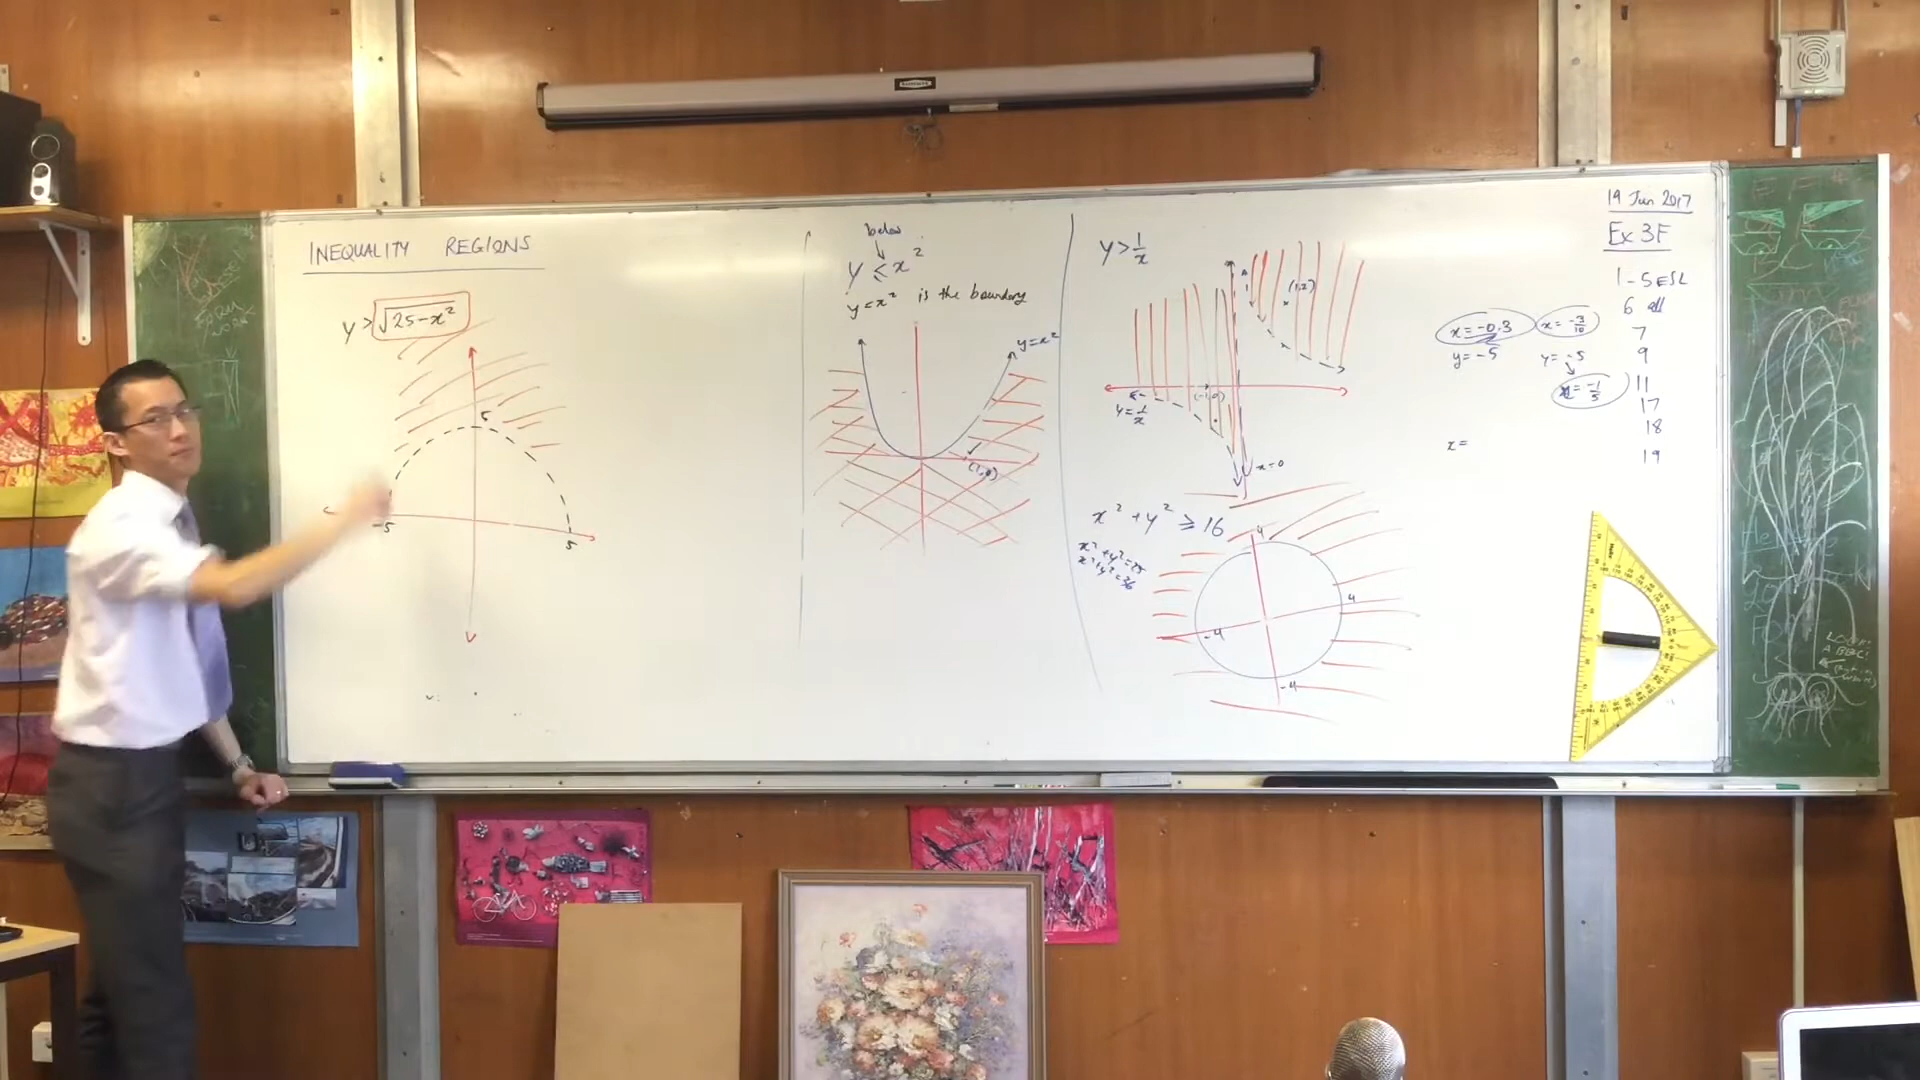 INEQUALITY REGIONS
y > √25-x²
5
-5
5
below
y ≤ x²
y = x² is the boundary
y=x²
(1,0)
y > 1/x
(1,2)
(-1,0)
y=1/x
x=0
x² + y² ≥ 16
x²+y²=25
x²+y²=36
4
4
-4
-4
x=-0.3
y=-5
x=-3/10
y=-5
x=-1/5
x=
19 Jun 2017
Ex 3F
1-5 ESL
6 all
7
9
11
17
18
19